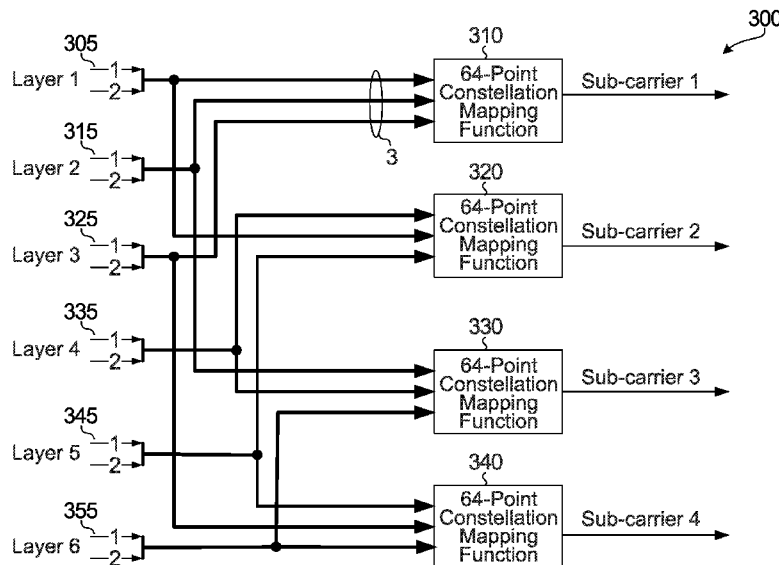 300
305
Layer 1
1
2
315
Layer 2
1
2
325
Layer 3
1
2
335
Layer 4
1
2
345
Layer 5
1
2
355
Layer 6
1
2
3
310
64-Point
Constellation
Mapping
Function
Sub-carrier 1
320
64-Point
Constellation
Mapping
Function
Sub-carrier 2
330
64-Point
Constellation
Mapping
Function
Sub-carrier 3
340
64-Point
Constellation
Mapping
Function
Sub-carrier 4